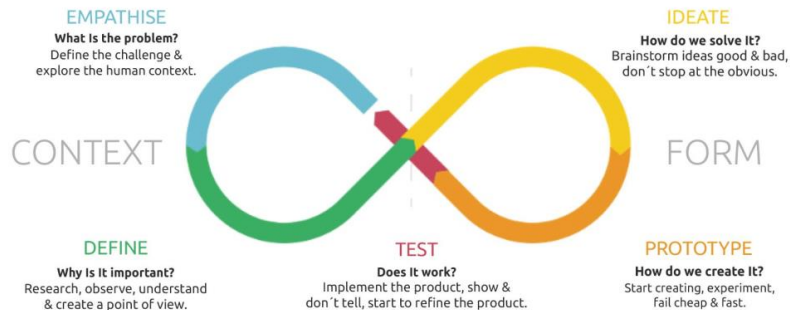 EMPATHISE
What Is the problem?
Define the challenge &
explore the human context.
IDEATE
How do we solve It?
Brainstorm ideas good & bad,
don´t stop at the obvious.
CONTEXT
FORM
DEFINE
Why Is It important?
Research, observe, understand
& create a point of view.
TEST
Does It work?
Implement the product, show &
don´t tell, start to refine the product.
PROTOTYPE
How do we create It?
Start creating, experiment,
fail cheap & fast.